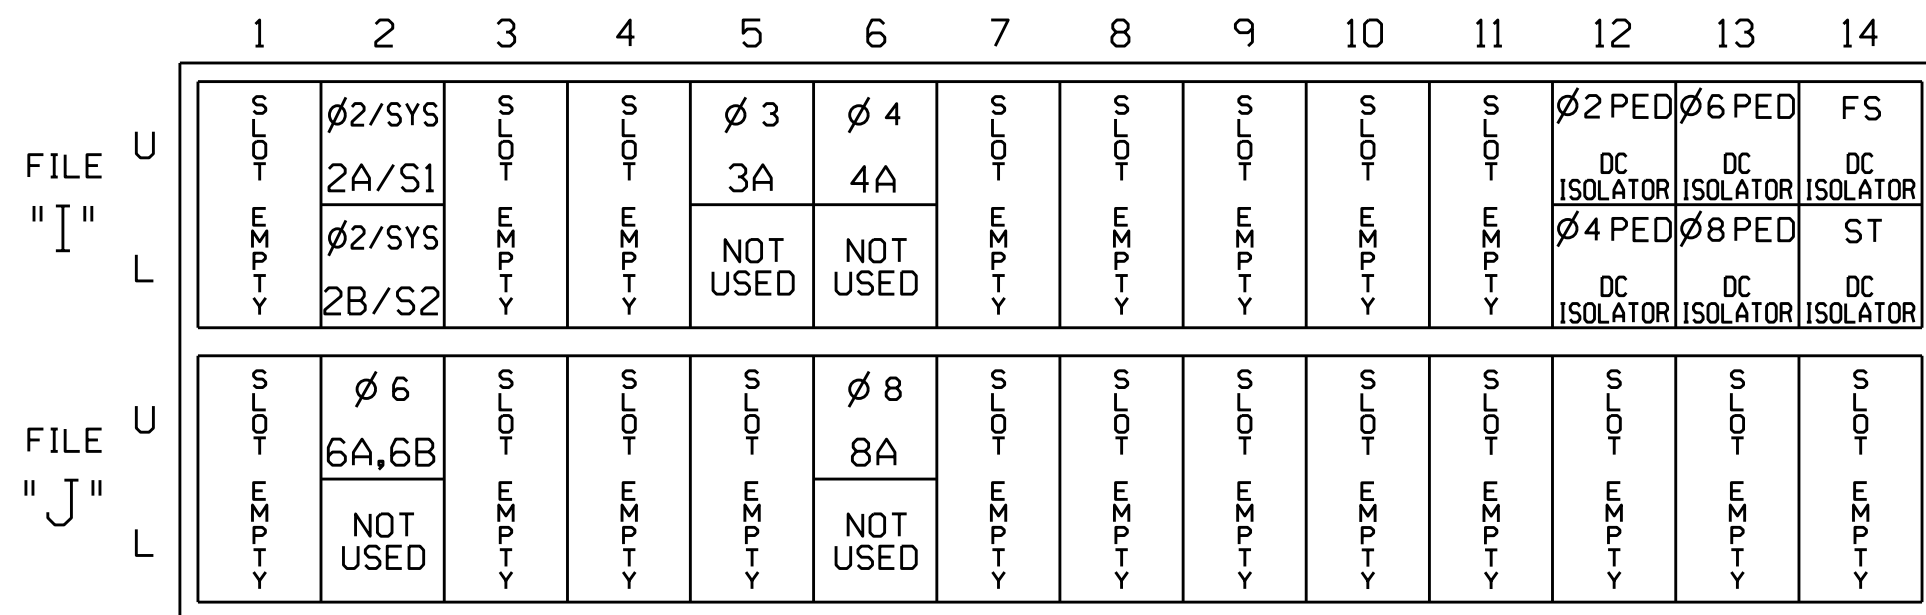 1 2 3 4 5 6 7 8 9 10 11 12 13 14
FILE
"I"
U
L
SLOT EMPTY
Ø2/SYS
2A/S1
Ø2/SYS
2B/S2
SLOT EMPTY
SLOT EMPTY
Ø 3
3A
NOT
USED
Ø 4
4A
NOT
USED
SLOT EMPTY
SLOT EMPTY
SLOT EMPTY
SLOT EMPTY
SLOT EMPTY
Ø2 PED
DC
ISOLATOR
Ø4 PED
DC
ISOLATOR
Ø6 PED
DC
ISOLATOR
Ø8 PED
DC
ISOLATOR
FS
DC
ISOLATOR
ST
DC
ISOLATOR
FILE
"J"
U
L
SLOT EMPTY
Ø 6
6A,6B
NOT
USED
SLOT EMPTY
SLOT EMPTY
SLOT EMPTY
Ø 8
8A
NOT
USED
SLOT EMPTY
SLOT EMPTY
SLOT EMPTY
SLOT EMPTY
SLOT EMPTY
SLOT EMPTY
SLOT EMPTY
SLOT EMPTY